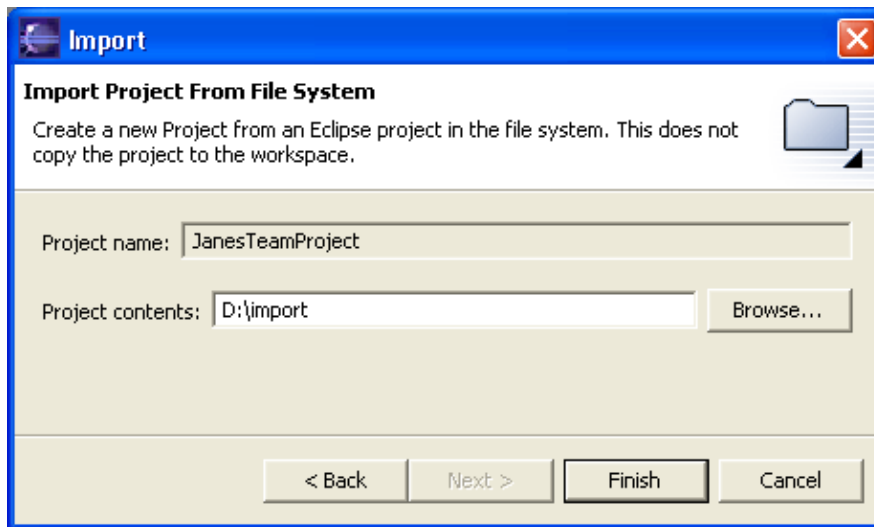 Import
Import Project From File System
Create a new Project from an Eclipse project in the file system. This does not
copy the project to the workspace.
Project name: JanesTeamProject
Project contents: D:\import Browse...
< Back Next > Finish Cancel